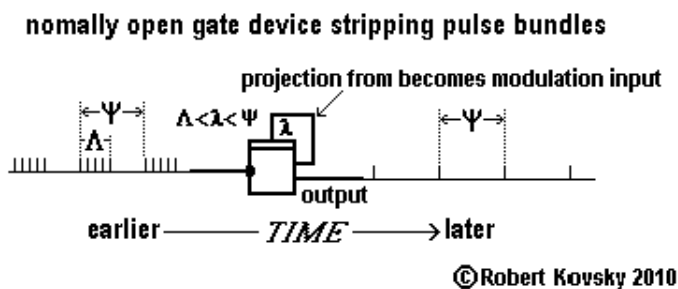 nomally open gate device stripping pulse bundles
projection from becomes modulation input
Ψ Λ<λ<Ψ λ Ψ
Λ
output
earlier TIME later
©Robert Kovsky 2010